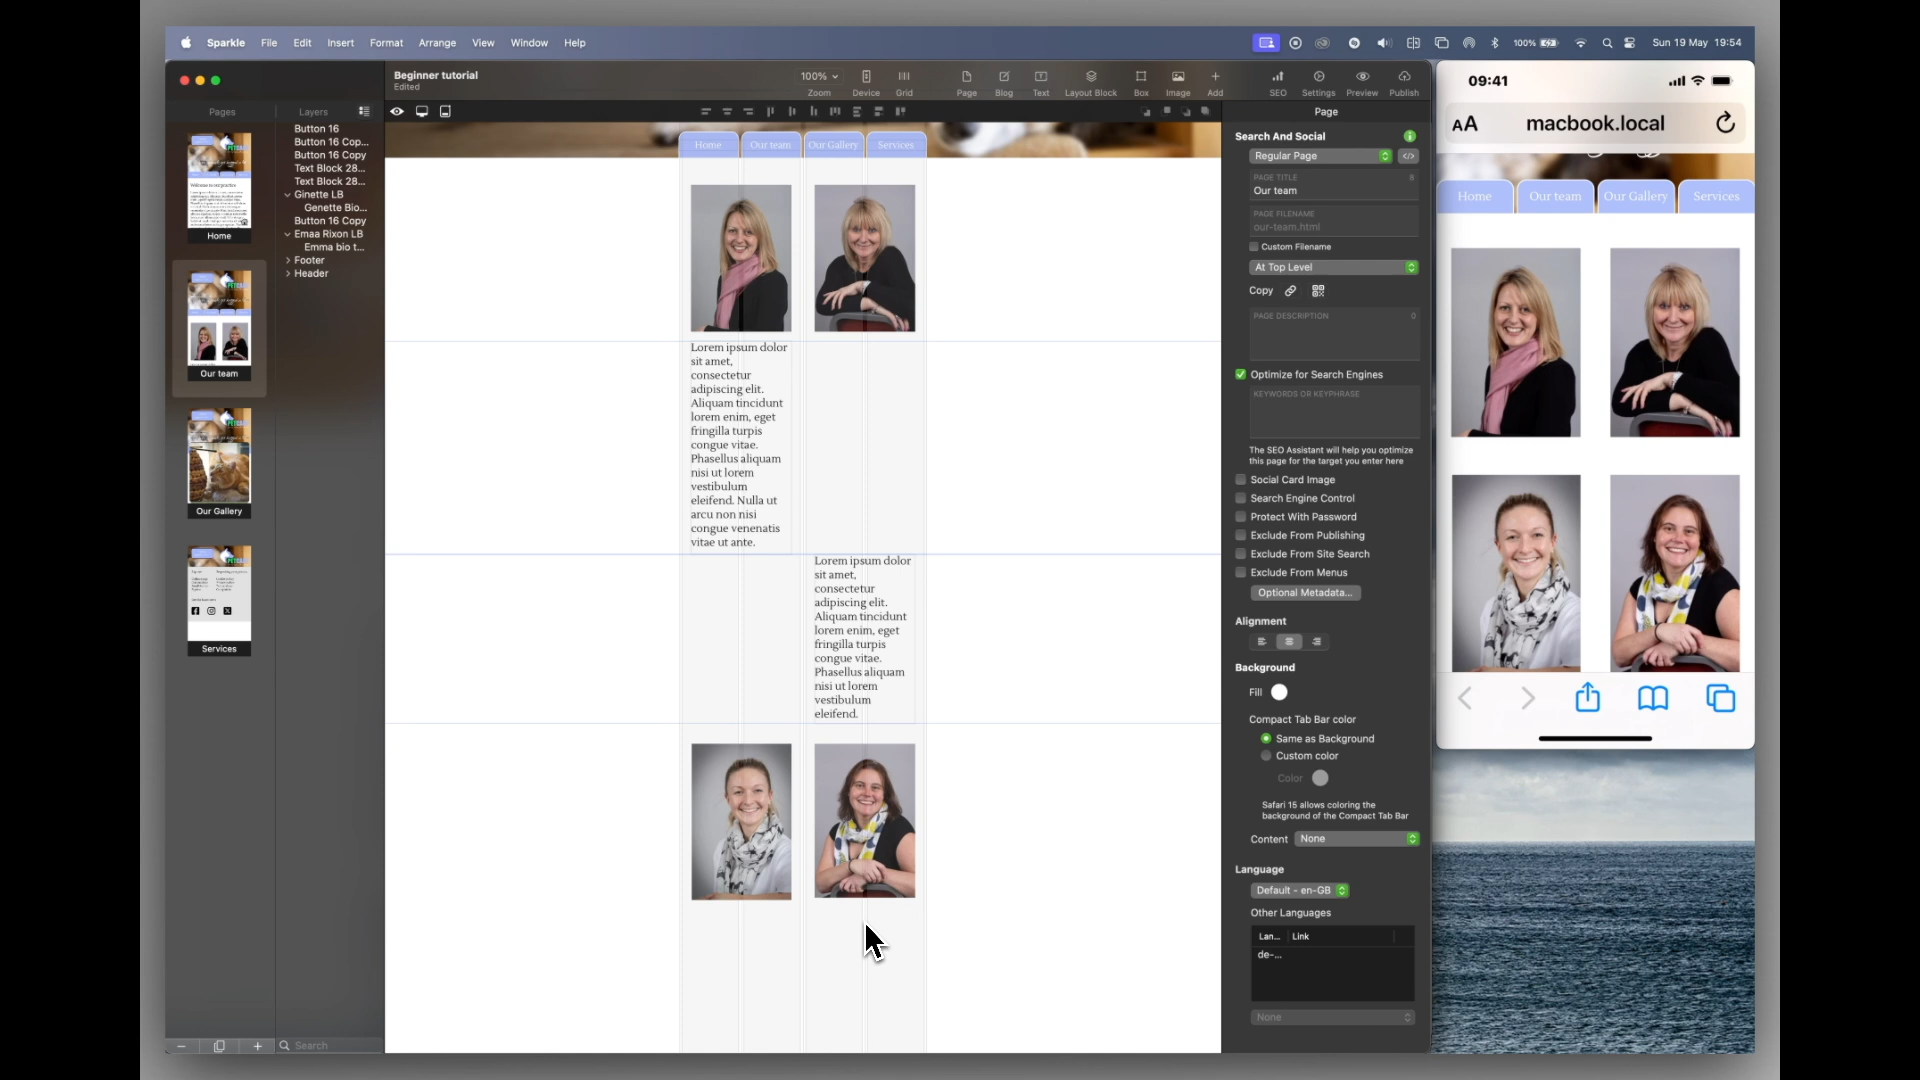 Sparkle File Edit Insert Format Arrange View Window Help
100% Sun 19 May 19:54
Beginner tutorial
Edited
100%
Zoom Device Grid Page Blog Text Layout Block Box Image Add SEO Settings Preview Publish
Pages Layers
Page
Home
Our team
Our Gallery
Services
Button 16
Button 16 Cop...
Button 16 Copy
Text Block 28...
Text Block 28...
Ginette LB
Genette Bio...
Button 16 Copy
Emaa Rixon LB
Emma bio t...
Footer
Header
Search
Home Our team Our Gallery Services
Lorem ipsum dolor
sit amet,
consectetur
adipiscing elit.
Aliquam tincidunt
lorem enim, eget
fringilla turpis
congue vitae.
Phasellus aliquam
nisi ut lorem
vestibulum
eleifend. Nulla ut
arcu non nisi
congue venenatis
vitae ut ante.
Lorem ipsum dolor
sit amet,
consectetur
adipiscing elit.
Aliquam tincidunt
lorem enim, eget
fringilla turpis
congue vitae.
Phasellus aliquam
nisi ut lorem
vestibulum
eleifend.
Search And Social
Regular Page
PAGE TITLE 8
Our team
PAGE FILENAME
our-team.html
Custom Filename
At Top Level
Copy
PAGE DESCRIPTION 0
Optimize for Search Engines
KEYWORDS OR KEYPHRASE
The SEO Assistant will help you optimize
this page for the target you enter here
Social Card Image
Search Engine Control
Protect With Password
Exclude From Publishing
Exclude From Site Search
Exclude From Menus
Optional Metadata...
Alignment
Background
Fill
Compact Tab Bar color
Same as Background
Custom color
Color
Safari 15 allows coloring the
background of the Compact Tab Bar
Content None
Language
Default - en-GB
Other Languages
Lan... Link
de-...
None
09:41
AA macbook.local
Home Our team Our Gallery Services